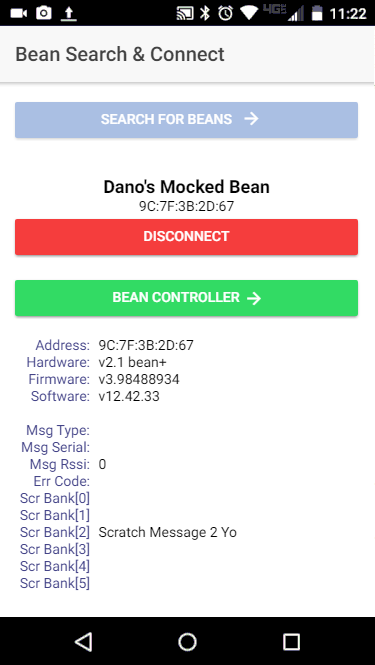 4G 11:22
Bean Search & Connect
SEARCH FOR BEANS
Dano's Mocked Bean
9C:7F:3B:2D:67
DISCONNECT
BEAN CONTROLLER
Address: 9C:7F:3B:2D:67
Hardware: v2.1 bean+
Firmware: v3.98488934
Software: v12.42.33
Msg Type:
Msg Serial:
Msg Rssi: 0
Err Code:
Scr Bank[0]
Scr Bank[1]
Scr Bank[2] Scratch Message 2 Yo
Scr Bank[3]
Scr Bank[4]
Scr Bank[5]